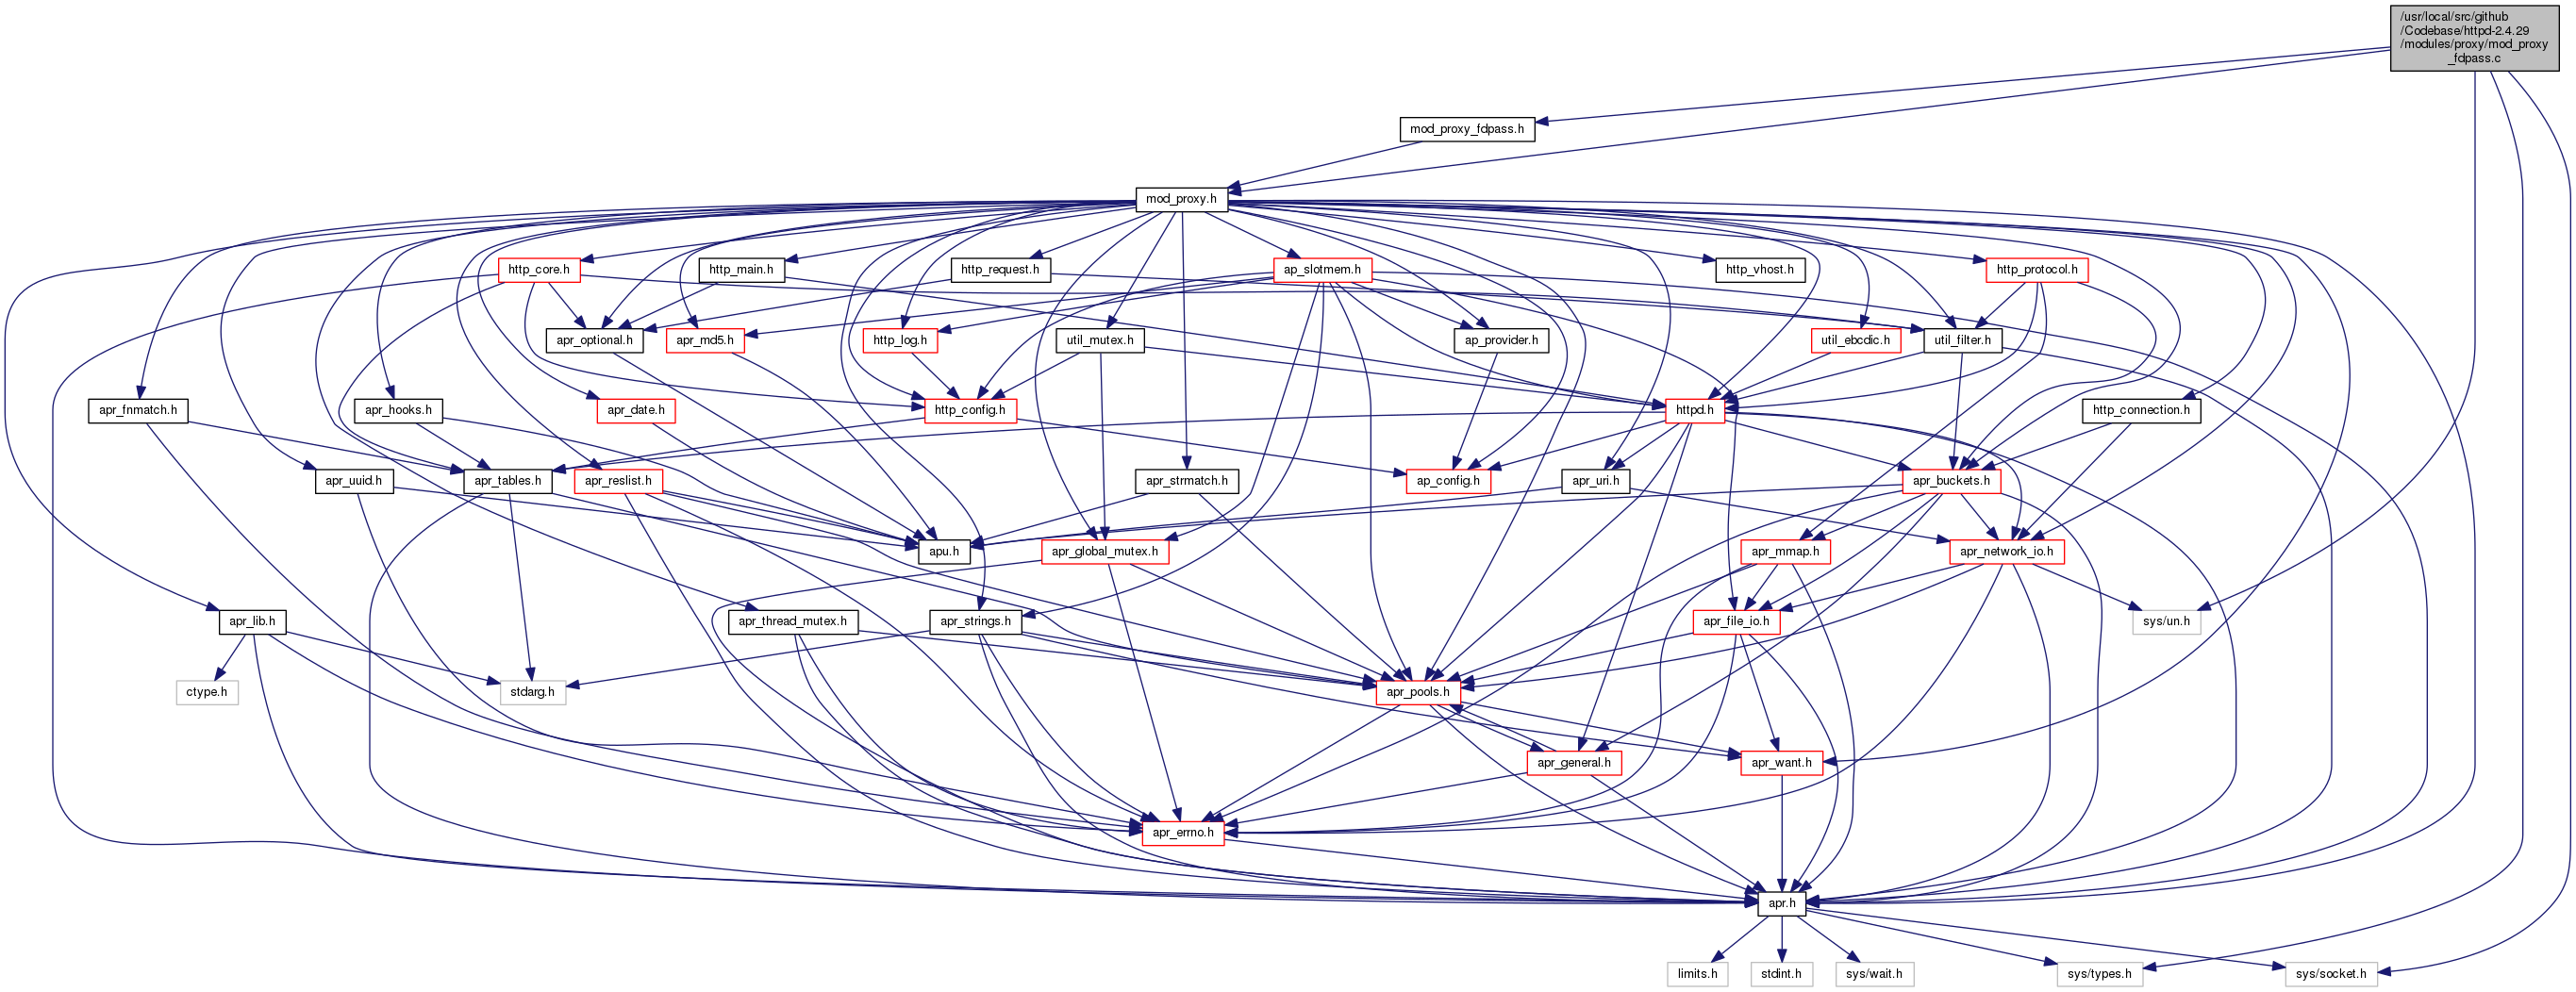 /usr/local/src/github
/Codebase/httpd-2.4.29
/modules/proxy/mod_proxy
_fdpass.c
mod_proxy_fdpass.h
mod_proxy.h
http_core.h
http_main.h
http_request.h
ap_slotmem.h
http_vhost.h
http_protocol.h
apr_optional.h
apr_md5.h
http_log.h
util_mutex.h
ap_provider.h
util_ebcdic.h
util_filter.h
apr_fnmatch.h
apr_hooks.h
apr_date.h
http_config.h
httpd.h
http_connection.h
apr_uuid.h
apr_tables.h
apr_reslist.h
apr_strmatch.h
ap_config.h
apr_uri.h
apr_buckets.h
apu.h
apr_global_mutex.h
apr_mmap.h
apr_network_io.h
apr_lib.h
apr_thread_mutex.h
apr_strings.h
apr_file_io.h
sys/un.h
ctype.h
stdarg.h
apr_pools.h
apr_general.h
apr_want.h
apr_errno.h
apr.h
limits.h
stdint.h
sys/wait.h
sys/types.h
sys/socket.h